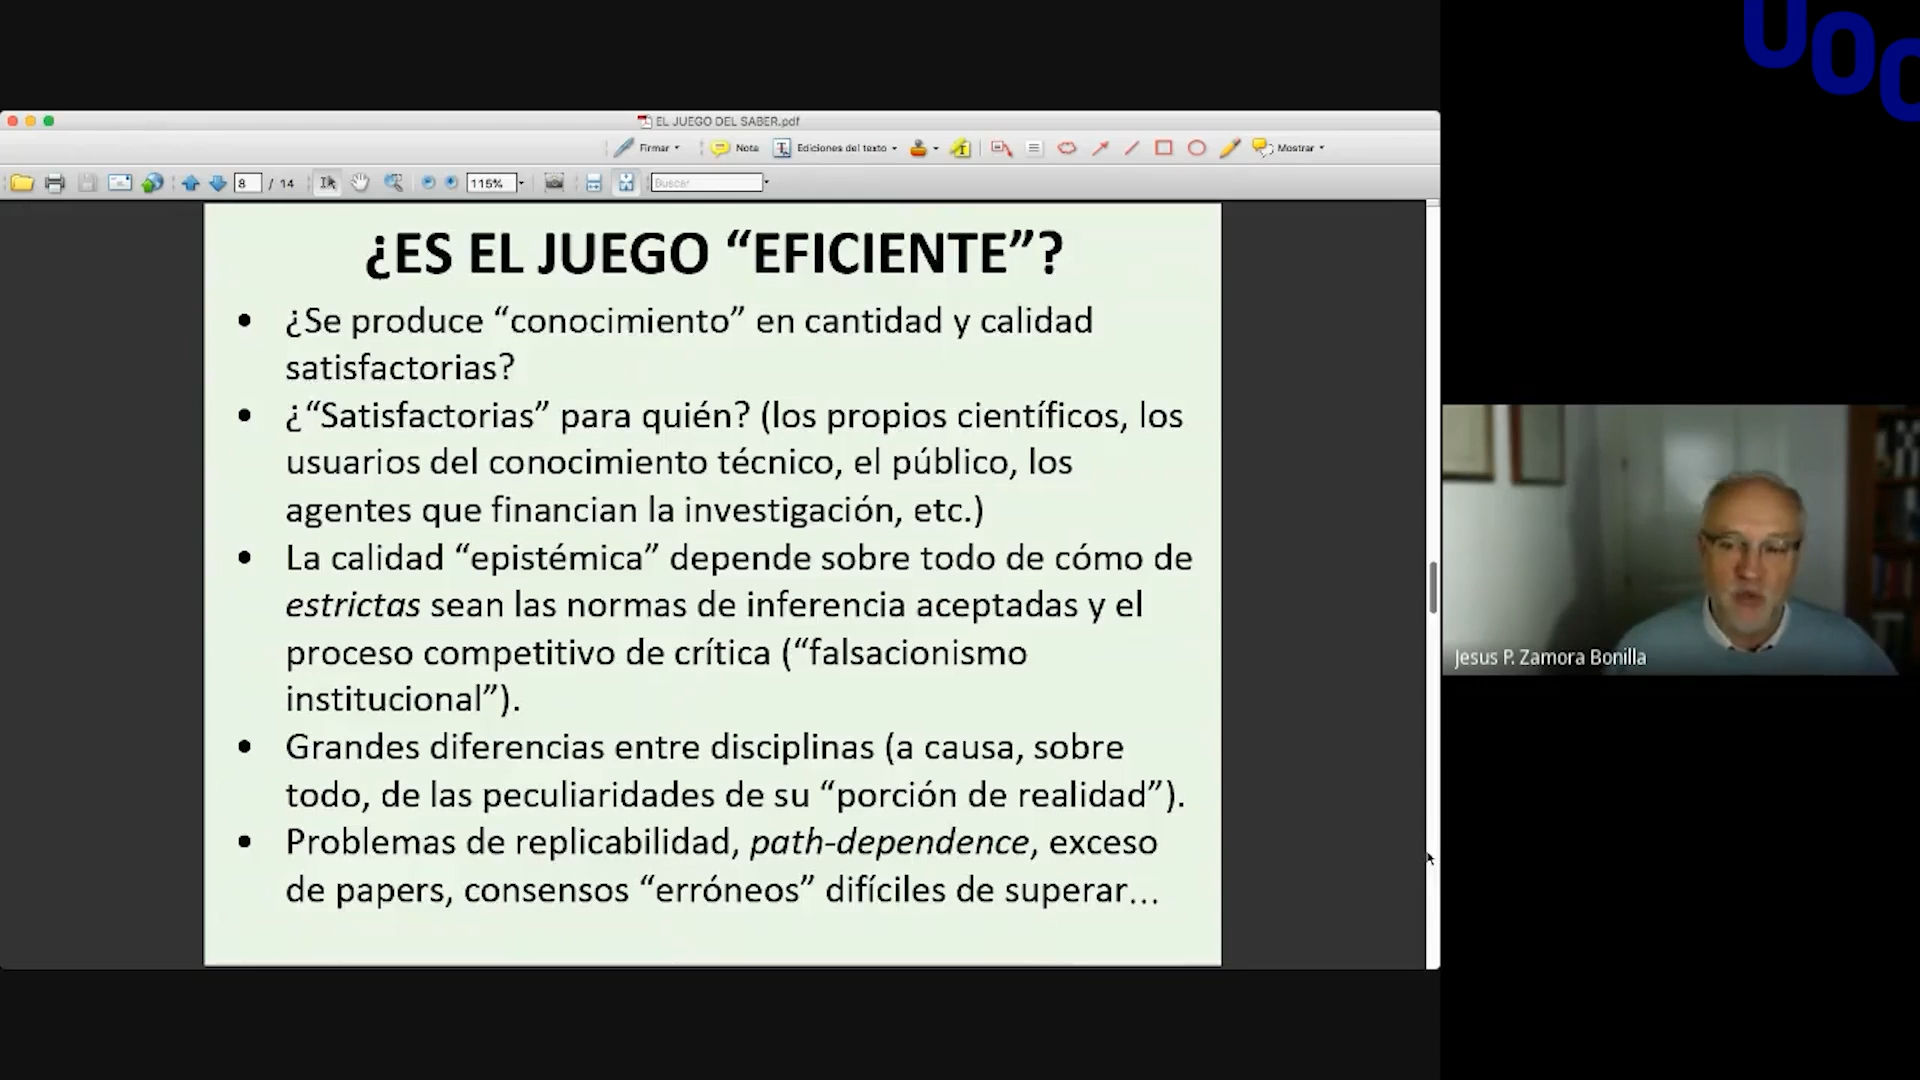 UOC
EL JUEGO DEL SABER.pdf
Firmar
Nota
Ediciones del texto
Mostrar
8 / 14
115%
Buscar
¿ES EL JUEGO “EFICIENTE”?
• ¿Se produce “conocimiento” en cantidad y calidad
satisfactorias?
• ¿“Satisfactorias” para quién? (los propios científicos, los
usuarios del conocimiento técnico, el público, los
agentes que financian la investigación, etc.)
• La calidad “epistémica” depende sobre todo de cómo de
estrictas sean las normas de inferencia aceptadas y el
proceso competitivo de crítica (“falsacionismo
institucional”).
• Grandes diferencias entre disciplinas (a causa, sobre
todo, de las peculiaridades de su “porción de realidad”).
• Problemas de replicabilidad, path-dependence, exceso
de papers, consensos “erróneos” difíciles de superar…
Jesus P. Zamora Bonilla